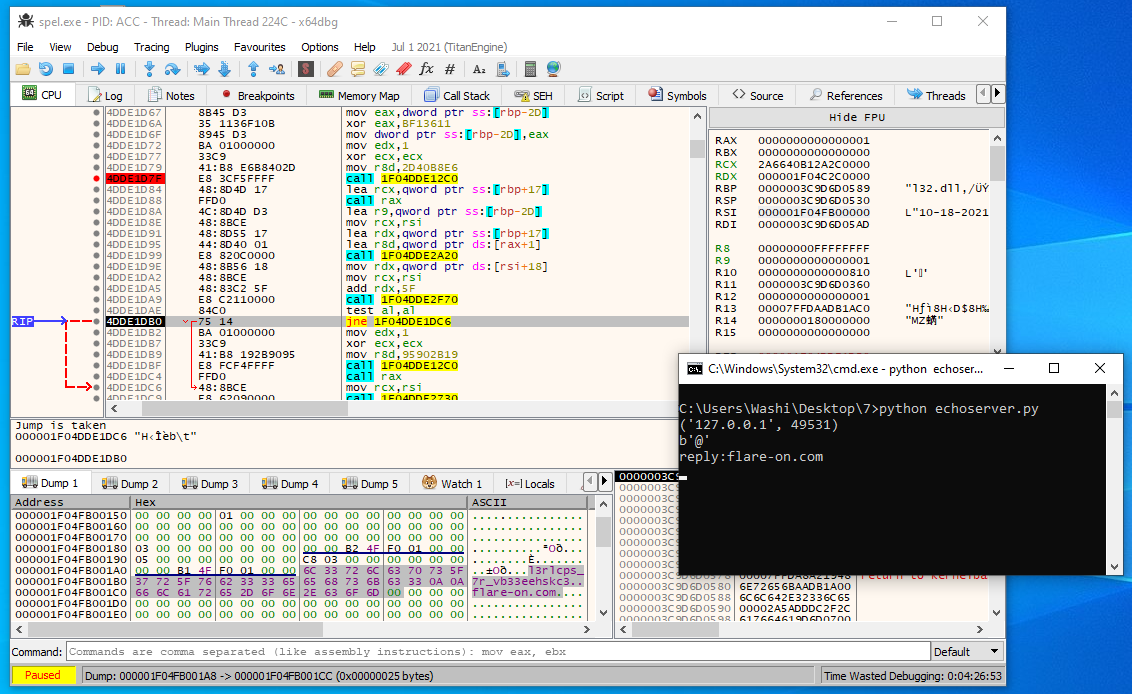 spel.exe - PID: ACC - Thread: Main Thread 224C - x64dbg
File View Debug Tracing Plugins Favourites Options Help Jul 1 2021 (TitanEngine)
CPU Log Notes Breakpoints Memory Map Call Stack SEH Script Symbols Source References Threads
4DDE1D67 8B45 D3 mov eax,dword ptr ss:[rbp-2D]
4DDE1D6A 35 1136F10B xor eax,BF13611
4DDE1D6F 8945 D3 mov dword ptr ss:[rbp-2D],eax
4DDE1D72 BA 01000000 mov edx,1
4DDE1D77 33C9 xor ecx,ecx
4DDE1D79 41:B8 E6B8402D mov r8d,2D40B8E6
4DDE1D7F E8 3CF5FFFF call 1F04DDE12C0
4DDE1D84 48:8D4D 17 lea rcx,qword ptr ss:[rbp+17]
4DDE1D88 FFD0 call rax
4DDE1D8A 4C:8D4D D3 lea r9,qword ptr ss:[rbp-2D]
4DDE1D8E 48:8BCE mov rcx,rsi
4DDE1D91 48:8D55 17 lea rdx,qword ptr ss:[rbp+17]
4DDE1D95 44:8D40 01 lea r8d,qword ptr ds:[rax+1]
4DDE1D99 E8 820C0000 call 1F04DDE2A20
4DDE1D9E 48:8B56 18 mov rdx,qword ptr ds:[rsi+18]
4DDE1DA2 48:8BCE mov rcx,rsi
4DDE1DA5 48:83C2 5F add rdx,5F
4DDE1DA9 E8 C2110000 call 1F04DDE2F70
4DDE1DAE 84C0 test al,al
RIP 4DDE1DB0 75 14 jne 1F04DDE1DC6
4DDE1DB2 BA 01000000 mov edx,1
4DDE1DB7 33C9 xor ecx,ecx
4DDE1DB9 41:B8 192B9095 mov r8d,95902B19
4DDE1DBF E8 FCF4FFFF call 1F04DDE12C0
4DDE1DC4 FFD0 call rax
4DDE1DC6 48:8BCE mov rcx,rsi
4DDE1DC9 E8 62090000 call 1F04DDE2730
Jump is taken
000001F04DDE1DC6 "H‹Îèb\t"
000001F04DDE1DB0
Hide FPU
RAX 0000000000000001
RBX 0000000000000000
RCX 2A6640B12A2C0000
RDX 000001F04C2C0000
RBP 0000003C9D6D0589 "l32.dll,/ÜÝ
RSP 0000003C9D6D0530
RSI 000001F04FB00000 L"10-18-2021
RDI 0000003C9D6D05AD
R8 00000000FFFFFFFF
R9 0000000000000001
R10 0000000000000810
R11 0000003C9D6D0360
R12 0000000000000001
R13 00007FFDAADB1AC0
R14 0000000180000000
R15 0000000000000000
C:\Windows\System32\cmd.exe - python echoser...
C:\Users\Washi\Desktop\7>python echoserver.py
('127.0.0.1', 49531)
b'@'
reply:flare-on.com
Dump 1 Dump 2 Dump 3 Dump 4 Dump 5 Watch 1 [x=] Locals
Address Hex ASCII
000001F04FB00150 00 00 00 00 01 00 00 00 00 00 00 00 00 00 00 00 ................
000001F04FB00160 00 00 00 00 00 00 00 00 00 00 00 00 00 00 00 00 ................
000001F04FB00170 00 00 00 00 00 00 00 00 00 00 00 00 00 00 00 00 ................
000001F04FB00180 03 00 00 00 00 00 00 00 00 00 B2 4F F0 01 00 00 ..........²Oð...
000001F04FB00190 05 00 00 00 00 00 00 00 C8 03 00 00 00 00 00 00 ........È.......
000001F04FB001A0 00 00 B1 4F F0 01 00 00 6C 33 72 6C 63 70 73 5F ..±Oð...l3rlcps_
000001F04FB001B0 37 72 5F 76 62 33 33 65 65 68 73 6B 63 33 0A 0A 7r_vb33eehskc3..
000001F04FB001C0 66 6C 61 72 65 2D 6F 6E 2E 63 6F 6D 00 00 00 00 flare-on.com....
000001F04FB001D0 00 00 00 00 00 00 00 00 00 00 00 00 00 00 00 00 ................
000001F04FB001E0 00 00 00 00 00 00 00 00 00 00 00 00 00 00 00 00 ................
0000003C9D6D0580 6E72656BAAD81A00
0000003C9D6D0588 6C6C642E32336C65
0000003C9D6D0590 00002A5ADDDC2F2C
0000003C9D6D0598 617664619D6D0700
Command: Commands are comma separated (like assembly instructions): mov eax, ebx Default
Paused Dump: 000001F04FB001A8 -> 000001F04FB001CC (0x00000025 bytes) Time Wasted Debugging: 0:04:26:53